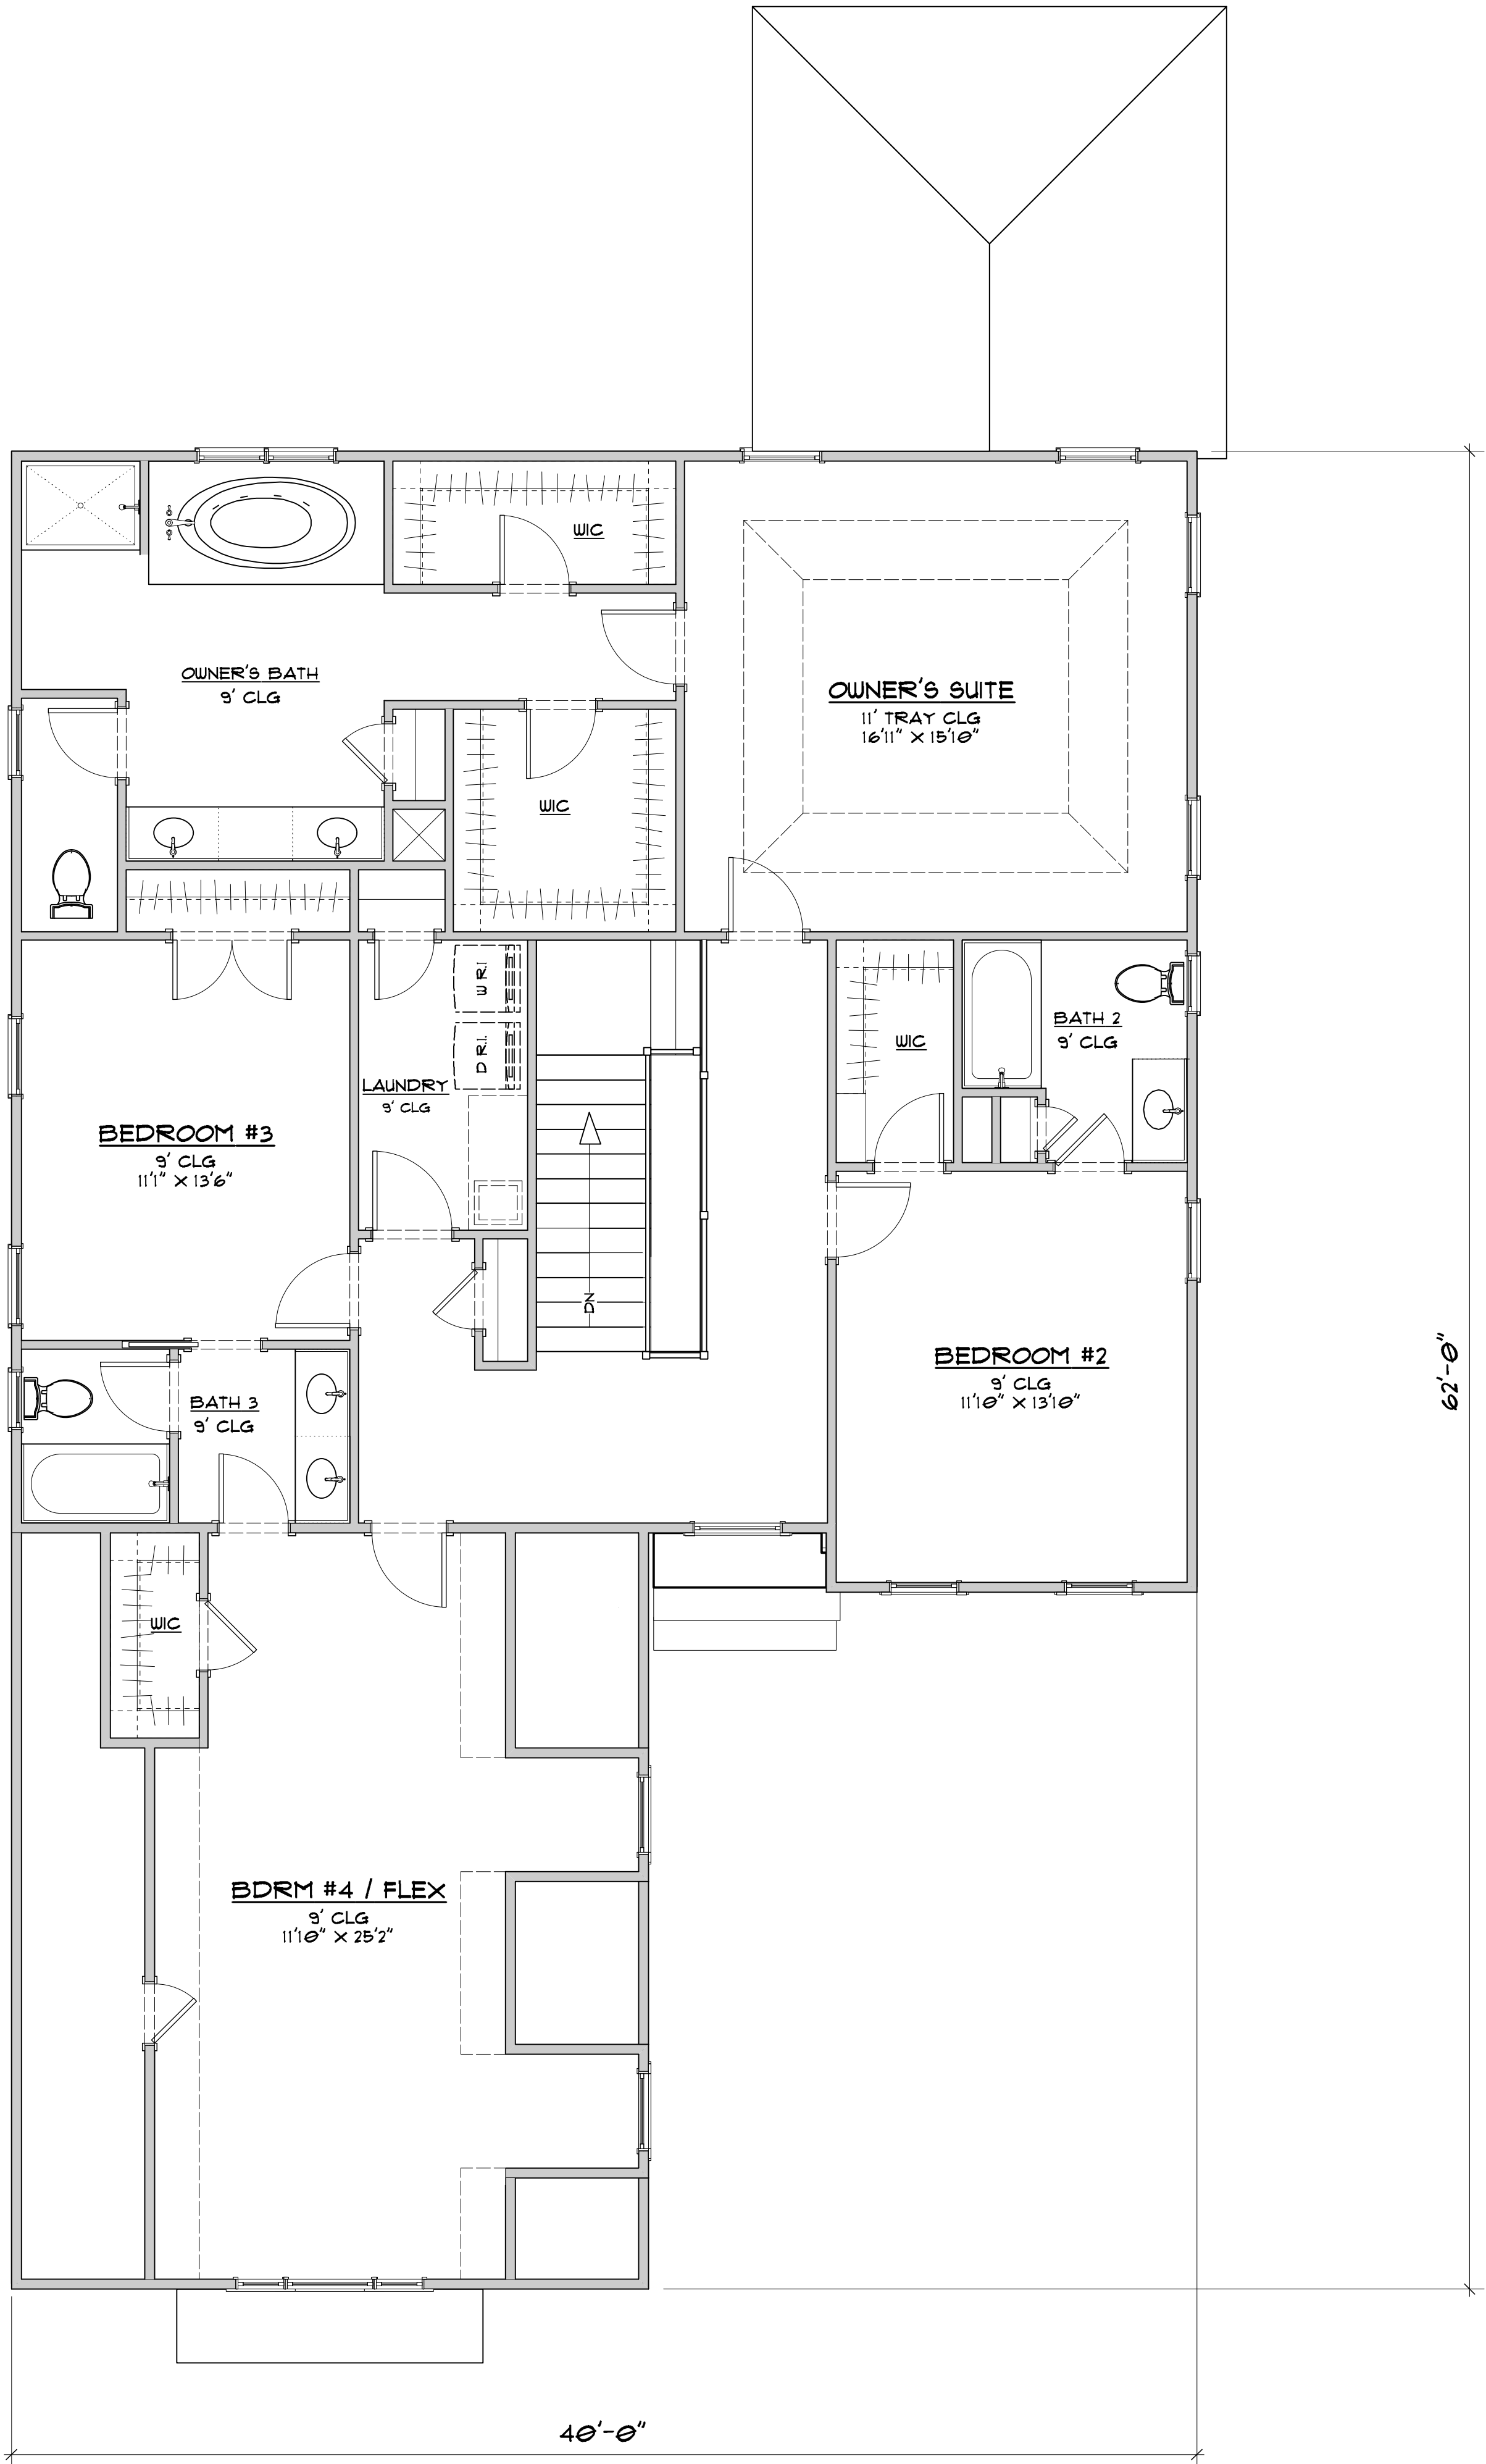 WIC
OWNER'S BATH
9' CLG
OWNER'S SUITE
11' TRAY CLG
16'11" X 15'10"
WIC
W R.I.
D R.I.
LAUNDRY
9' CLG
WIC
BATH 2
9' CLG
BEDROOM #3
9' CLG
11'1" X 13'6"
DN
BEDROOM #2
9' CLG
11'10" X 13'10"
62'-0"
BATH 3
9' CLG
WIC
BDRM #4 / FLEX
9' CLG
11'10" X 25'2"
40'-0"